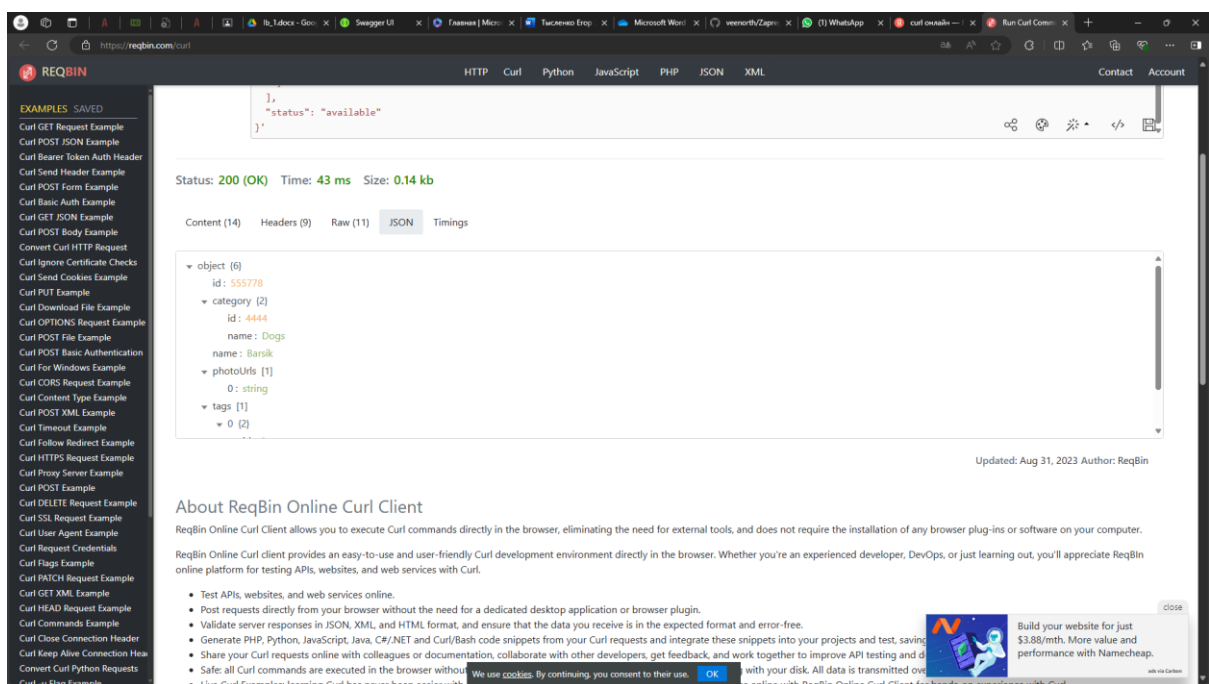 lb_1.docx - Goo
Swagger UI
Главная | Micro
Тысленко Егор
Microsoft Word
veenorth/Zapre
(1) WhatsApp
curl онлайн —
Run Curl Comm
https://reqbin.com/curl
REQBIN
HTTP Curl Python JavaScript PHP JSON XML
Contact Account
EXAMPLES SAVED
Curl GET Request Example
Curl POST JSON Example
Curl Bearer Token Auth Header
Curl Send Header Example
Curl POST Form Example
Curl Basic Auth Example
Curl GET JSON Example
Curl POST Body Example
Convert Curl HTTP Request
Curl Ignore Certificate Checks
Curl Send Cookies Example
Curl PUT Example
Curl Download File Example
Curl OPTIONS Request Example
Curl POST File Example
Curl POST Basic Authentication
Curl For Windows Example
Curl CORS Request Example
Curl Content Type Example
Curl POST XML Example
Curl Timeout Example
Curl Follow Redirect Example
Curl HTTPS Request Example
Curl Proxy Server Example
Curl POST Example
Curl DELETE Request Example
Curl SSL Request Example
Curl User Agent Example
Curl Request Credentials
Curl Flags Example
Curl PATCH Request Example
Curl GET XML Example
Curl HEAD Request Example
Curl Commands Example
Curl Close Connection Header
Curl Keep Alive Connection Hea
Convert Curl Python Requests
],
"status": "available"
}'
Status: 200 (OK) Time: 43 ms Size: 0.14 kb
Content (14) Headers (9) Raw (11) JSON Timings
object {6}
id : 555778
category {2}
id : 4444
name : Dogs
name : Barsik
photoUrls [1]
0 : string
tags [1]
0 {2}
Updated: Aug 31, 2023 Author: ReqBin
About ReqBin Online Curl Client
ReqBin Online Curl Client allows you to execute Curl commands directly in the browser, eliminating the need for external tools, and does not require the installation of any browser plug-ins or software on your computer.
ReqBin Online Curl client provides an easy-to-use and user-friendly Curl development environment directly in the browser. Whether you're an experienced developer, DevOps, or just learning out, you'll appreciate ReqBin
online platform for testing APIs, websites, and web services with Curl.
• Test APIs, websites, and web services online.
• Post requests directly from your browser without the need for a dedicated desktop application or browser plugin.
• Validate server responses in JSON, XML, and HTML format, and ensure that the data you receive is in the expected format and error-free.
• Generate PHP, Python, JavaScript, Java, C#/.NET and Curl/Bash code snippets from your Curl requests and integrate these snippets into your projects and test, saving
• Share your Curl requests online with colleagues or documentation, collaborate with other developers, get feedback, and work together to improve API testing and d
• Safe: all Curl commands are executed in the browser without
with your disk. All data is transmitted ove
close
Build your website for just
$3.88/mth. More value and
performance with Namecheap.
ads via Carbon
We use cookies. By continuing, you consent to their use. OK